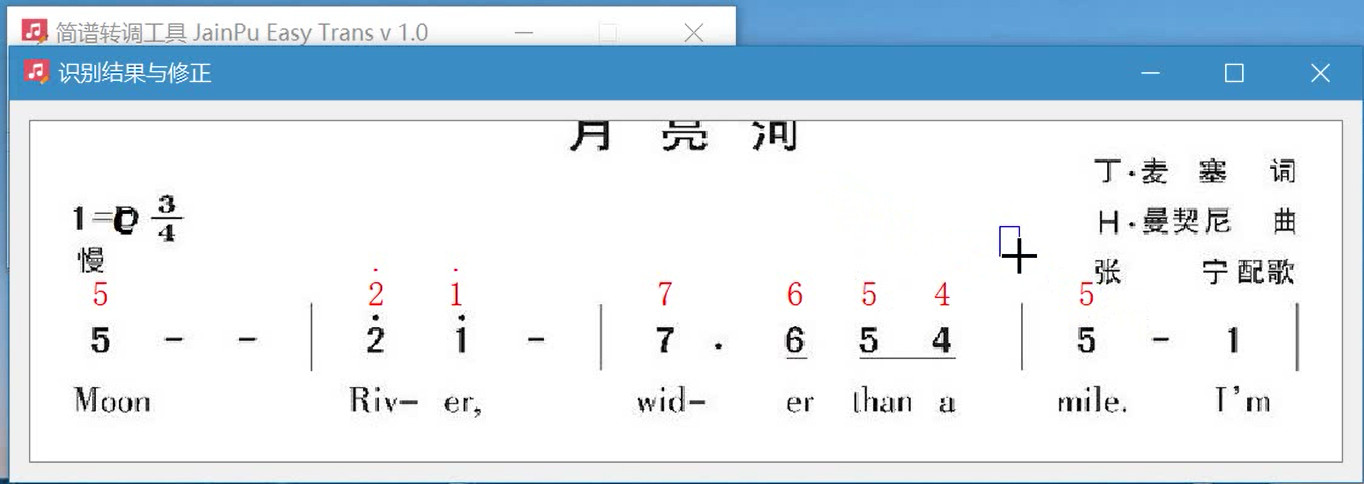 简谱转调工具 JainPu Easy Trans v 1.0
识别结果与修正
月 亮 河
丁·麦 塞 词
1= 3/4
H·曼契尼 曲
慢
张 宁配歌
5 2̇ 1̇ 7 6 5 4 5
5 - - | 2̇ 1̇ - | 7 . 6 5 4 | 5 - 1 |
Moon Riv- er, wid- er than a mile. I'm